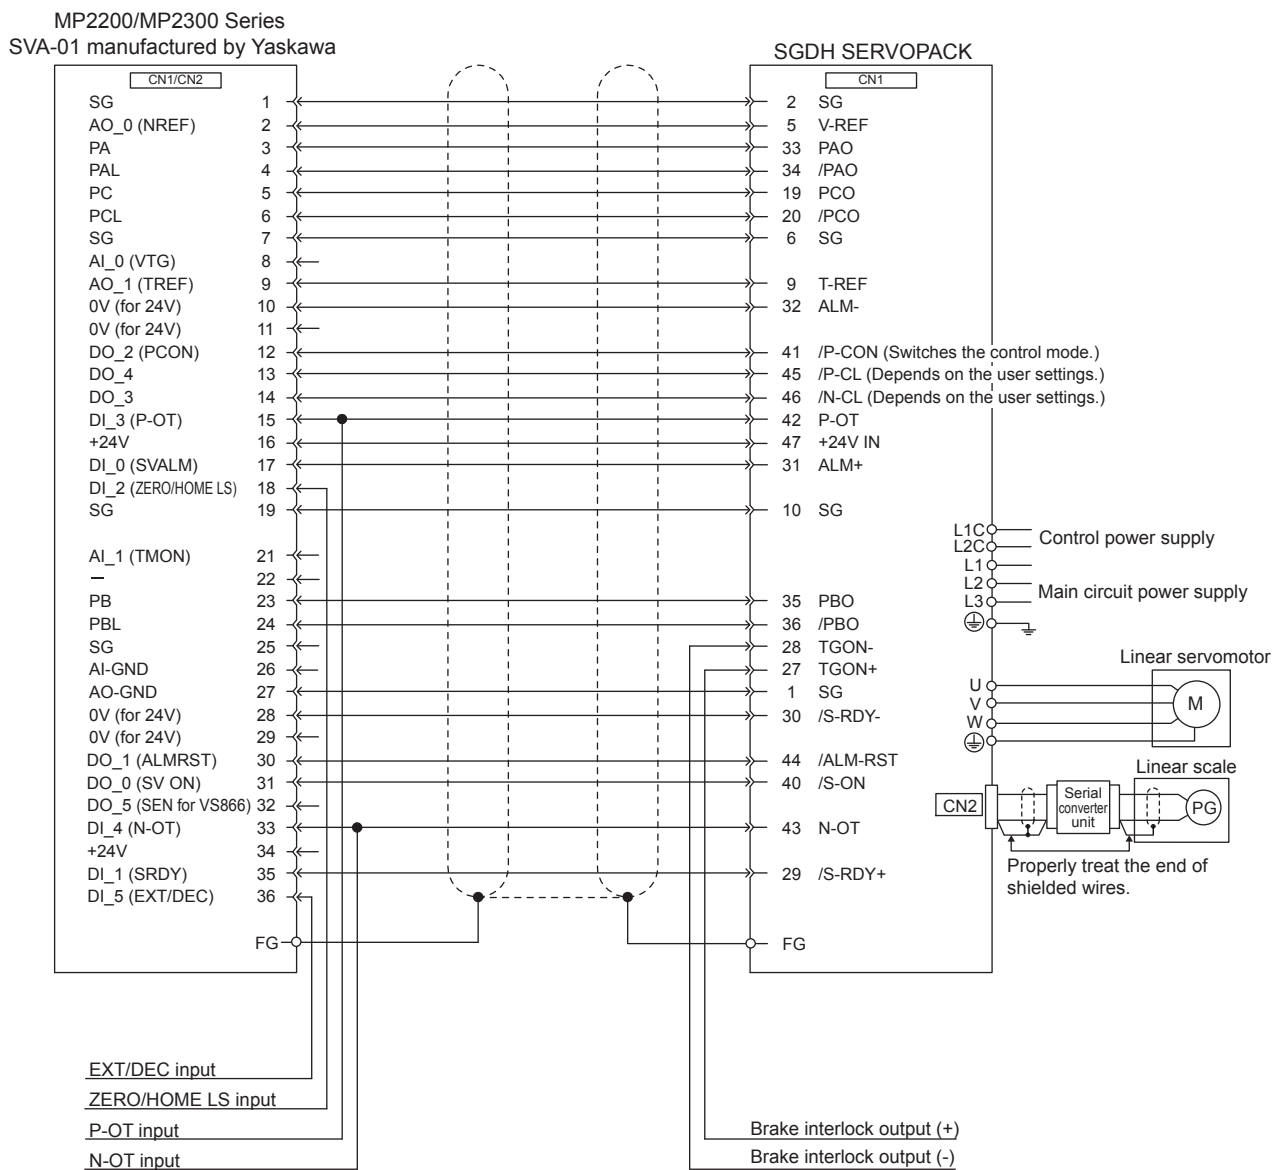 MP2200/MP2300 Series
SVA-01 manufactured by Yaskawa
CN1/CN2
SG 1
AO_0 (NREF) 2
PA 3
PAL 4
PC 5
PCL 6
SG 7
AI_0 (VTG) 8
AO_1 (TREF) 9
0V (for 24V) 10
0V (for 24V) 11
DO_2 (PCON) 12
DO_4 13
DO_3 14
DI_3 (P-OT) 15
+24V 16
DI_0 (SVALM) 17
DI_2 (ZERO/HOME LS) 18
SG 19
AI_1 (TMON) 21
— 22
PB 23
PBL 24
SG 25
AI-GND 26
AO-GND 27
0V (for 24V) 28
0V (for 24V) 29
DO_1 (ALMRST) 30
DO_0 (SV ON) 31
DO_5 (SEN for VS866) 32
DI_4 (N-OT) 33
+24V 34
DI_1 (SRDY) 35
DI_5 (EXT/DEC) 36
FG
EXT/DEC input
ZERO/HOME LS input
P-OT input
N-OT input
SGDH SERVOPACK
CN1
2 SG
5 V-REF
33 PAO
34 /PAO
19 PCO
20 /PCO
6 SG
9 T-REF
32 ALM-
41 /P-CON (Switches the control mode.)
45 /P-CL (Depends on the user settings.)
46 /N-CL (Depends on the user settings.)
42 P-OT
47 +24V IN
31 ALM+
10 SG
35 PBO
36 /PBO
28 TGON-
27 TGON+
1 SG
30 /S-RDY-
44 /ALM-RST
40 /S-ON
43 N-OT
29 /S-RDY+
FG
Brake interlock output (+)
Brake interlock output (-)
L1C
L2C
Control power supply
L1
L2
L3
Main circuit power supply
Linear servomotor
U
V
W
M
Linear scale
CN2
Serial
converter
unit
PG
Properly treat the end of
shielded wires.